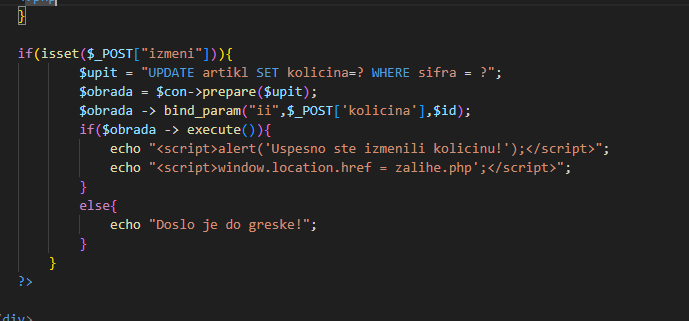 ?php
}
if(isset($_POST["izmeni"])){
$upit = "UPDATE artikl SET kolicina=? WHERE sifra = ?";
$obrada = $con->prepare($upit);
$obrada -> bind_param("ii",$_POST['kolicina'],$id);
if($obrada -> execute()){
echo "<script>alert('Uspesno ste izmenili kolicinu!');</script>";
echo "<script>window.location.href = zalihe.php';</script>";
}
else{
echo "Doslo je do greske!";
}
}
?>
/div>